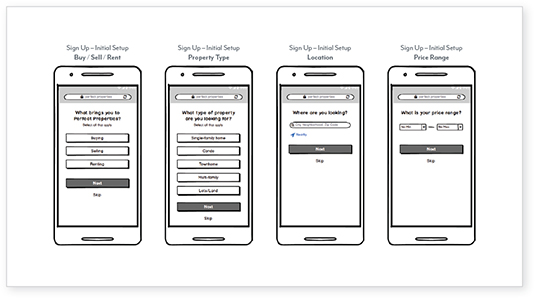 Sign Up – Initial Setup
Buy / Sell / Rent
What brings you to
Perfect Properties?
Select all that apply
Buying
Selling
Renting
Next
Skip
Sign Up – Initial Setup
Property Type
What type of property
are you looking for?
Select all that apply
Single-family home
Condo
Townhome
Multi-family
Lots/Land
Next
Skip
Sign Up – Initial Setup
Location
Where are you looking?
City, Neighborhood, Zip Code
Nearby
Next
Skip
Sign Up – Initial Setup
Price Range
What is your price range?
No Min
No Max
Next
Skip